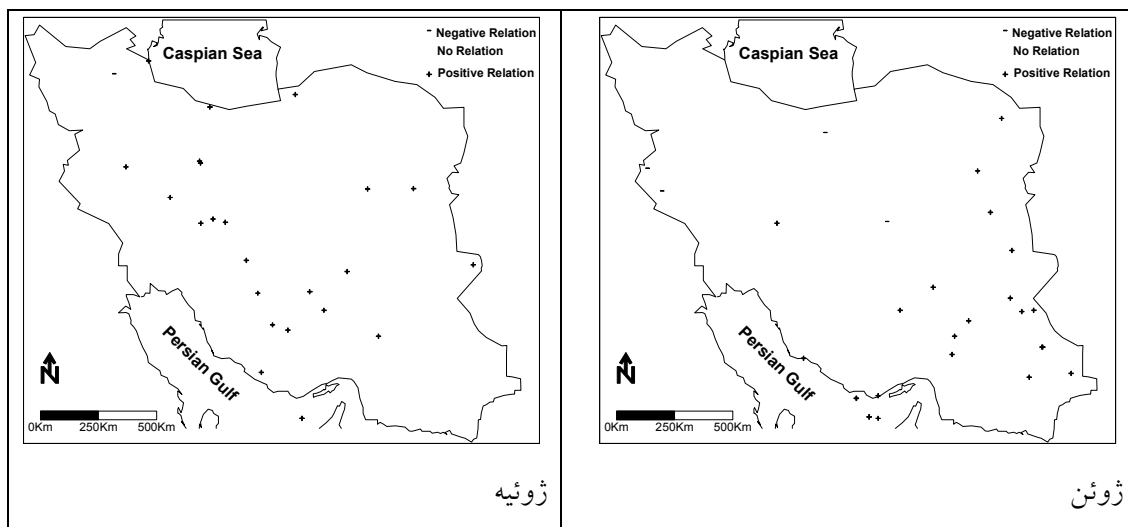 Caspian Sea
- Negative Relation
No Relation
+ Positive Relation
Persian Gulf
N
0Km 250Km 500Km
ژوئیه
Caspian Sea
- Negative Relation
No Relation
+ Positive Relation
Persian Gulf
N
0Km 250Km 500Km
ژوئن